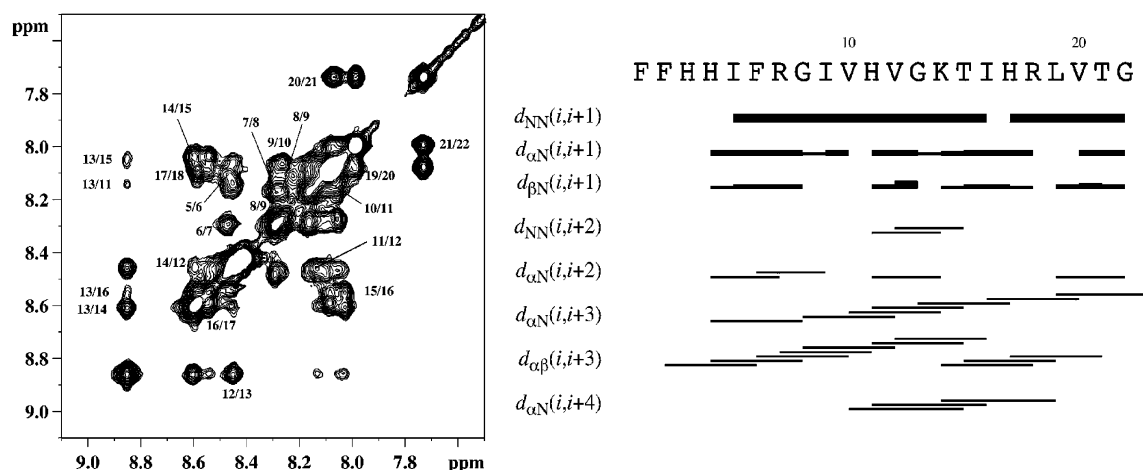 ppm
7.8
8.0
8.2
8.4
8.6
8.8
9.0
9.0 8.8 8.6 8.4 8.2 8.0 7.8 ppm
20/21
14/15
7/8
8/9
9/10
21/22
13/15
13/11
17/18
19/20
5/6
10/11
8/9
6/7
11/12
14/12
13/16
13/14
15/16
16/17
12/13
10 20
F F H H I F R G I V H V G K T I H R L V T G
dNN(i,i+1)
dαN(i,i+1)
dβN(i,i+1)
dNN(i,i+2)
dαN(i,i+2)
dαN(i,i+3)
dαβ(i,i+3)
dαN(i,i+4)